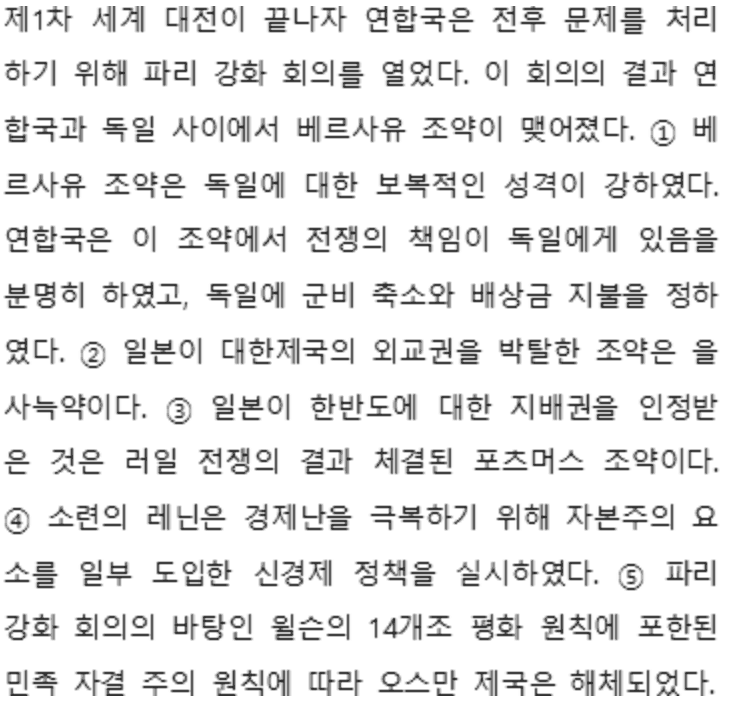 제1차 세계 대전이 끝나자 연합국은 전후 문제를 처리
하기 위해 파리 강화 회의를 열었다. 이 회의의 결과 연
합국과 독일 사이에서 베르사유 조약이 맺어졌다. ① 베
르사유 조약은 독일에 대한 보복적인 성격이 강하였다.
연합국은 이 조약에서 전쟁의 책임이 독일에게 있음을
분명히 하였고, 독일에 군비 축소와 배상금 지불을 정하
였다. ② 일본이 대한제국의 외교권을 박탈한 조약은 을
사늑약이다. ③ 일본이 한반도에 대한 지배권을 인정받
은 것은 러일 전쟁의 결과 체결된 포츠머스 조약이다.
④ 소련의 레닌은 경제난을 극복하기 위해 자본주의 요
소를 일부 도입한 신경제 정책을 실시하였다. ⑤ 파리
강화 회의의 바탕인 윌슨의 14개조 평화 원칙에 포한된
민족 자결 주의 원칙에 따라 오스만 제국은 해체되었다.